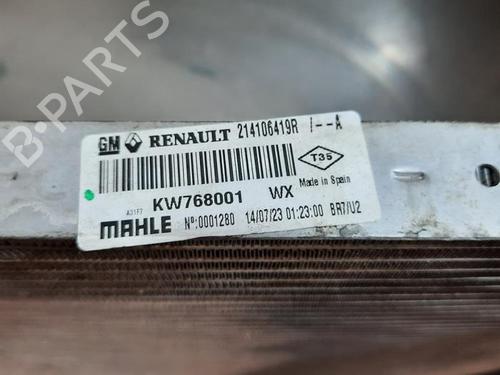 B-PARTS
GM RENAULT 214106419R /--A
T35
Made in Spain
KW768001 WX
A31F7
MAHLE Nº:0001280 14/07/23 01:23:00 BR7/U2